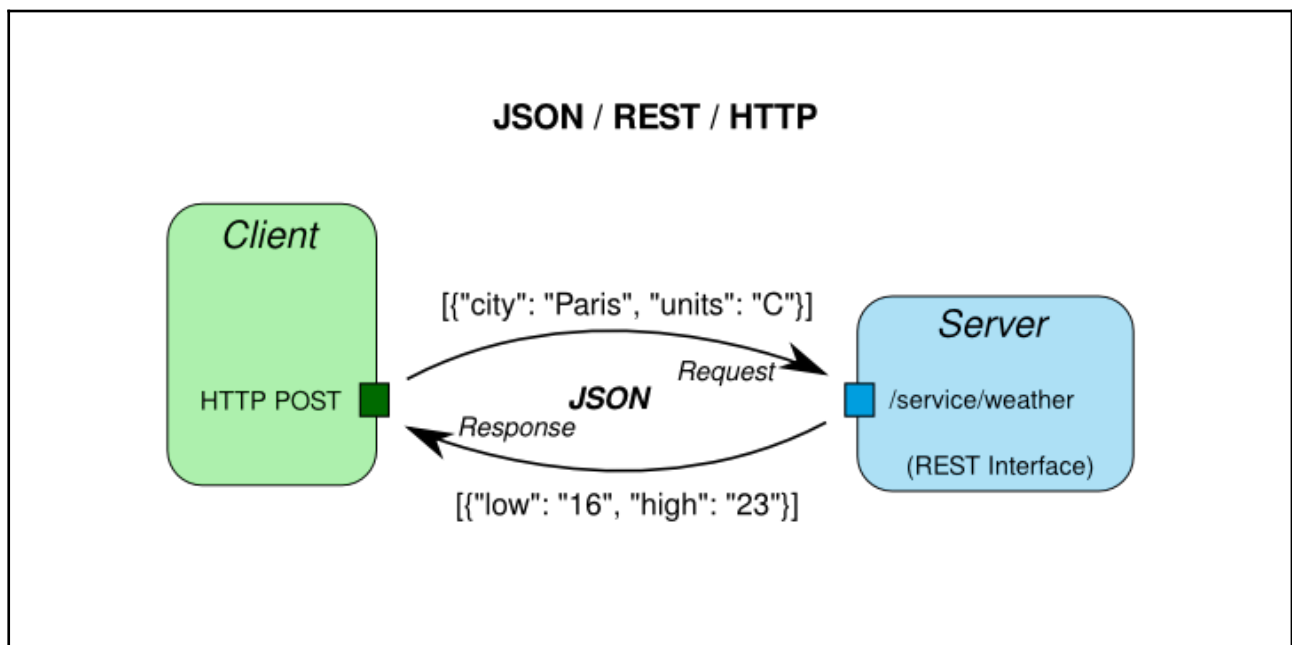 JSON / REST / HTTP
Client
HTTP POST
[{"city": "Paris", "units": "C"}]
Request
JSON
Response
[{"low": "16", "high": "23"}]
Server
/service/weather
(REST Interface)